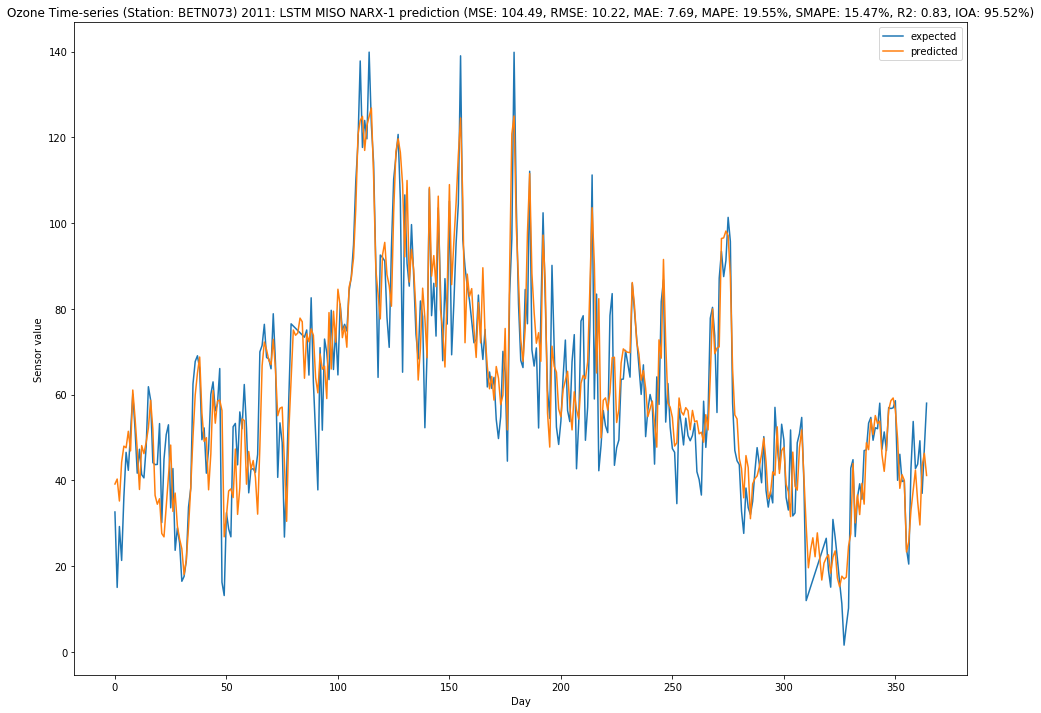 Ozone Time-series (Station: BETN073) 2011: LSTM MISO NARX-1 prediction (MSE: 104.49, RMSE: 10.22, MAE: 7.69, MAPE: 19.55%, SMAPE: 15.47%, R2: 0.83, IOA: 95.52%)
expected
predicted
140
120
100
80
60
40
20
0
Sensor value
0 50 100 150 200 250 300 350
Day